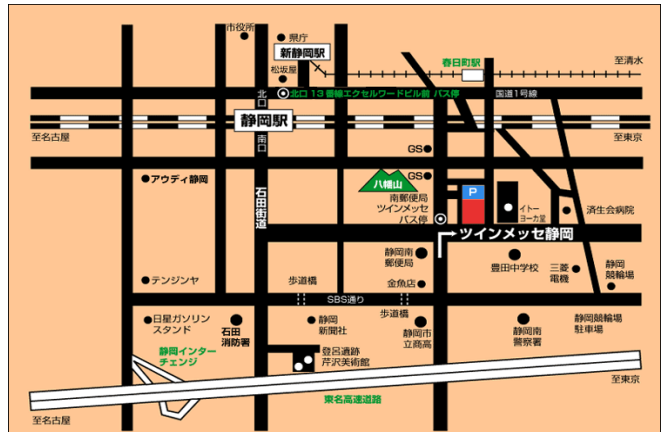 市役所
県庁
新静岡駅
春日町駅
至清水
松坂屋
北口
北口 13番線エクセルワードビル前 バス停
国道1号線
静岡駅
至名古屋
南口
至東京
GS
GS
アウディ静岡
八幡山
P
石田街道
南郵便局
ツインメッセ
バス停
イトー
ヨーカ堂
済生会病院
ツインメッセ静岡
静岡南
郵便局
豊田中学校
三菱
電機
静岡
競輪場
テンジンヤ
歩道橋
金魚店
SBS通り
日星ガソリン
スタンド
石田
消防署
静岡
新聞社
歩道橋
静岡市
立商高
静岡南
警察署
静岡競輪場
駐車場
静岡インター
チェンジ
登呂遺跡
芹沢美術館
至東京
東名高速道路
至名古屋